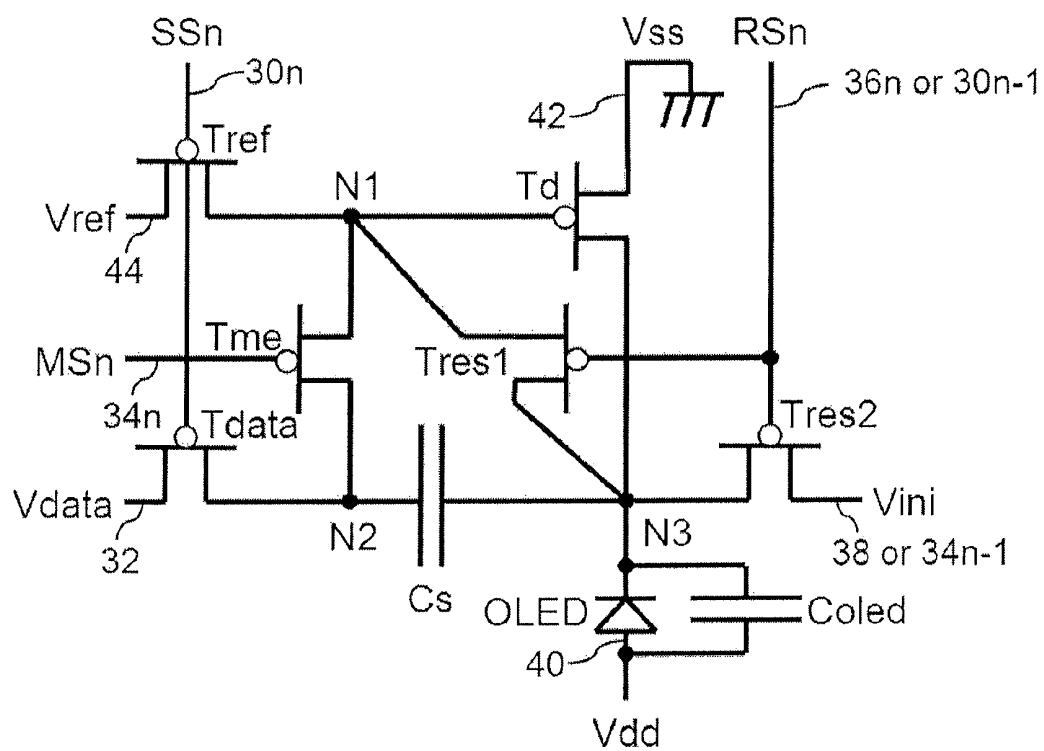 SSn
Vss
RSn
30n
36n or 30n-1
42
Tref
N1
Td
Vref
44
Tme
Tres1
MSn
34n
Tdata
Tres2
Vdata
32
N2
N3
Vini
38 or 34n-1
Cs
OLED
Coled
40
Vdd